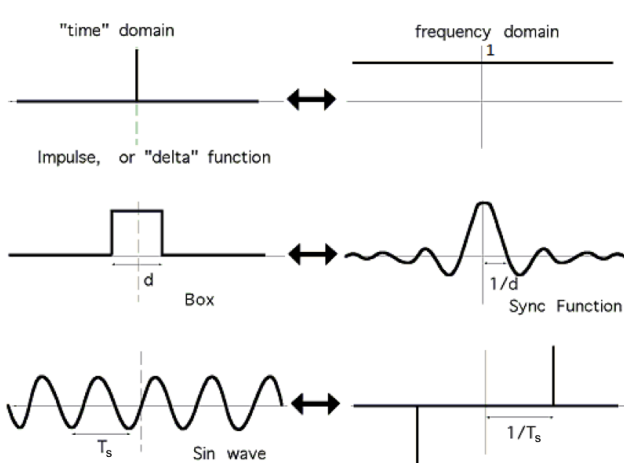 "time" domain
frequency domain
1
Impulse, or "delta" function
d
Box
1/d
Sync Function
Tₛ
Sin wave
1/Tₛ